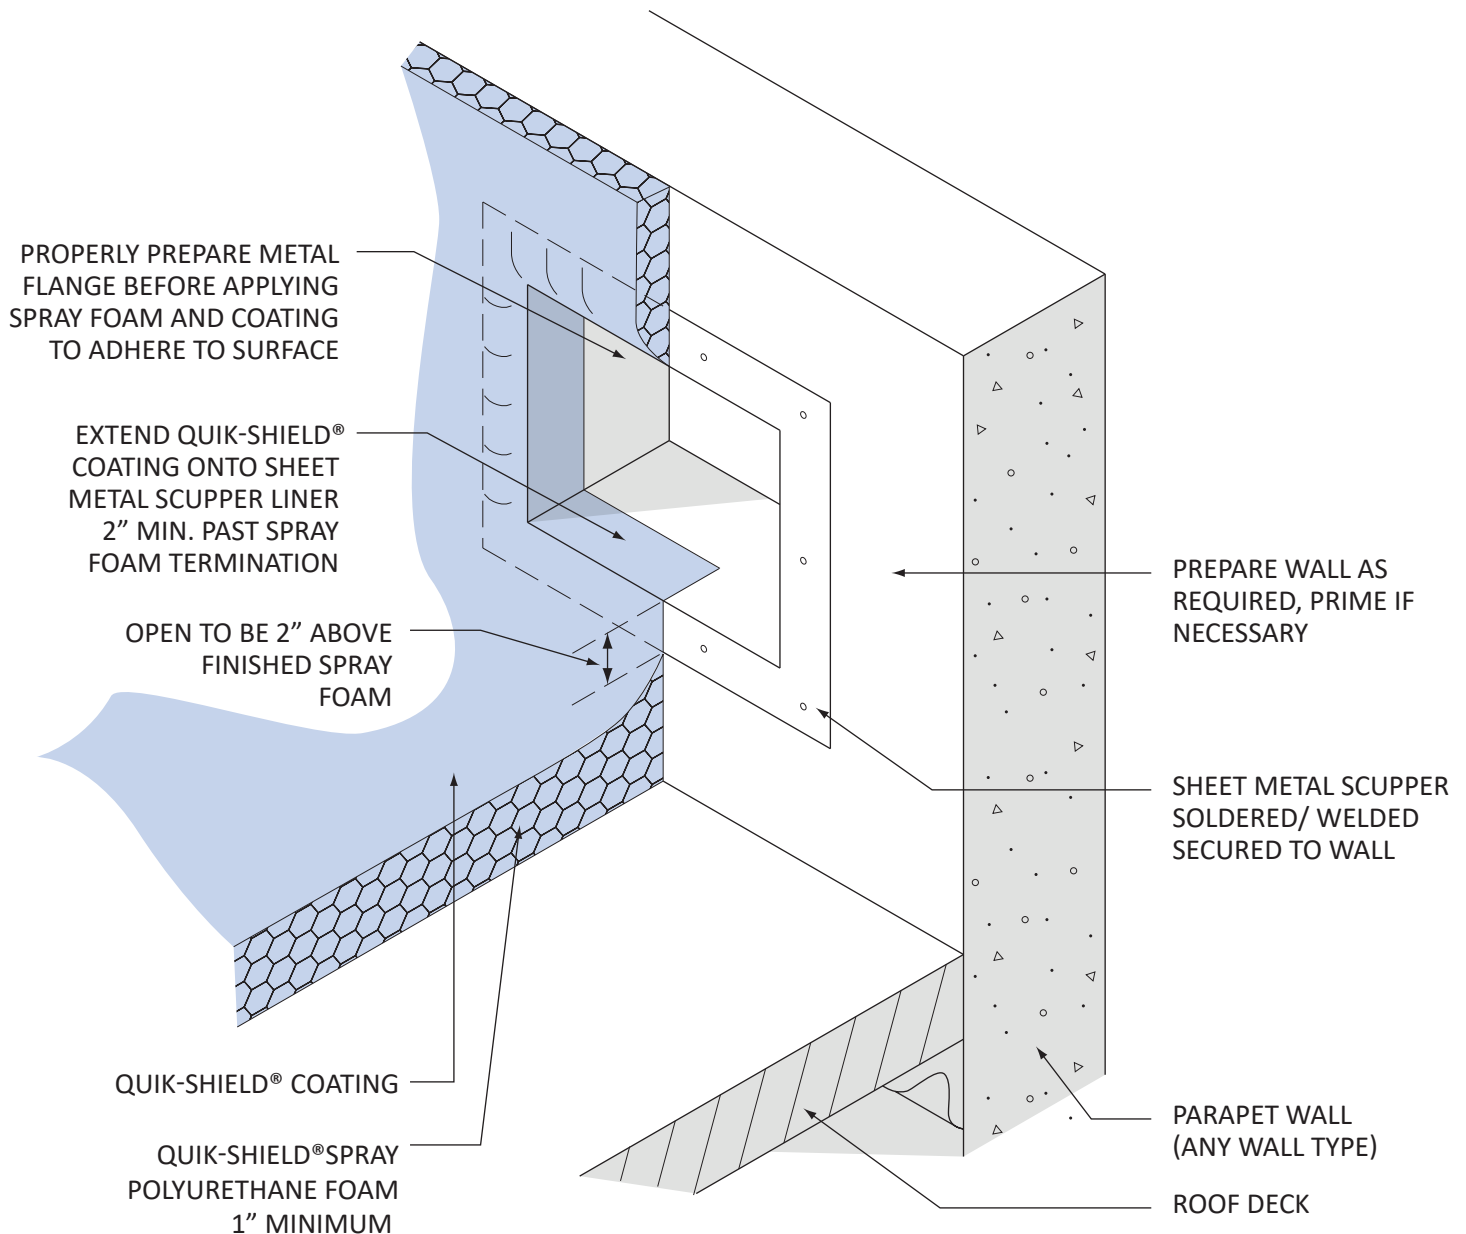 PROPERLY PREPARE METAL
FLANGE BEFORE APPLYING
SPRAY FOAM AND COATING
TO ADHERE TO SURFACE
EXTEND QUIK-SHIELD®
COATING ONTO SHEET
METAL SCUPPER LINER
2” MIN. PAST SPRAY
FOAM TERMINATION
OPEN TO BE 2” ABOVE
FINISHED SPRAY
FOAM
QUIK-SHIELD® COATING
QUIK-SHIELD®SPRAY
POLYURETHANE FOAM
1” MINIMUM
PREPARE WALL AS
REQUIRED, PRIME IF
NECESSARY
SHEET METAL SCUPPER
SOLDERED/ WELDED
SECURED TO WALL
PARAPET WALL
(ANY WALL TYPE)
ROOF DECK